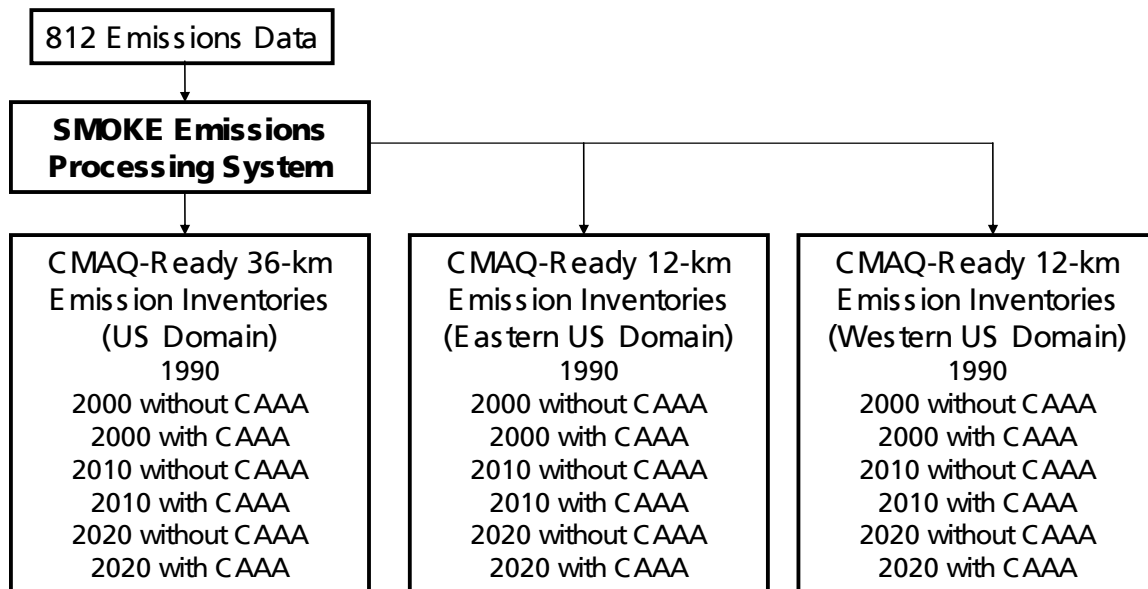 812 Emissions Data
SMOKE Emissions
Processing System
CMAQ-Ready 36-km
Emission Inventories
(US Domain)
1990
2000 without CAAA
2000 with CAAA
2010 without CAAA
2010 with CAAA
2020 without CAAA
2020 with CAAA
CMAQ-Ready 12-km
Emission Inventories
(Eastern US Domain)
1990
2000 without CAAA
2000 with CAAA
2010 without CAAA
2010 with CAAA
2020 without CAAA
2020 with CAAA
CMAQ-Ready 12-km
Emission Inventories
(Western US Domain)
1990
2000 without CAAA
2000 with CAAA
2010 without CAAA
2010 with CAAA
2020 without CAAA
2020 with CAAA